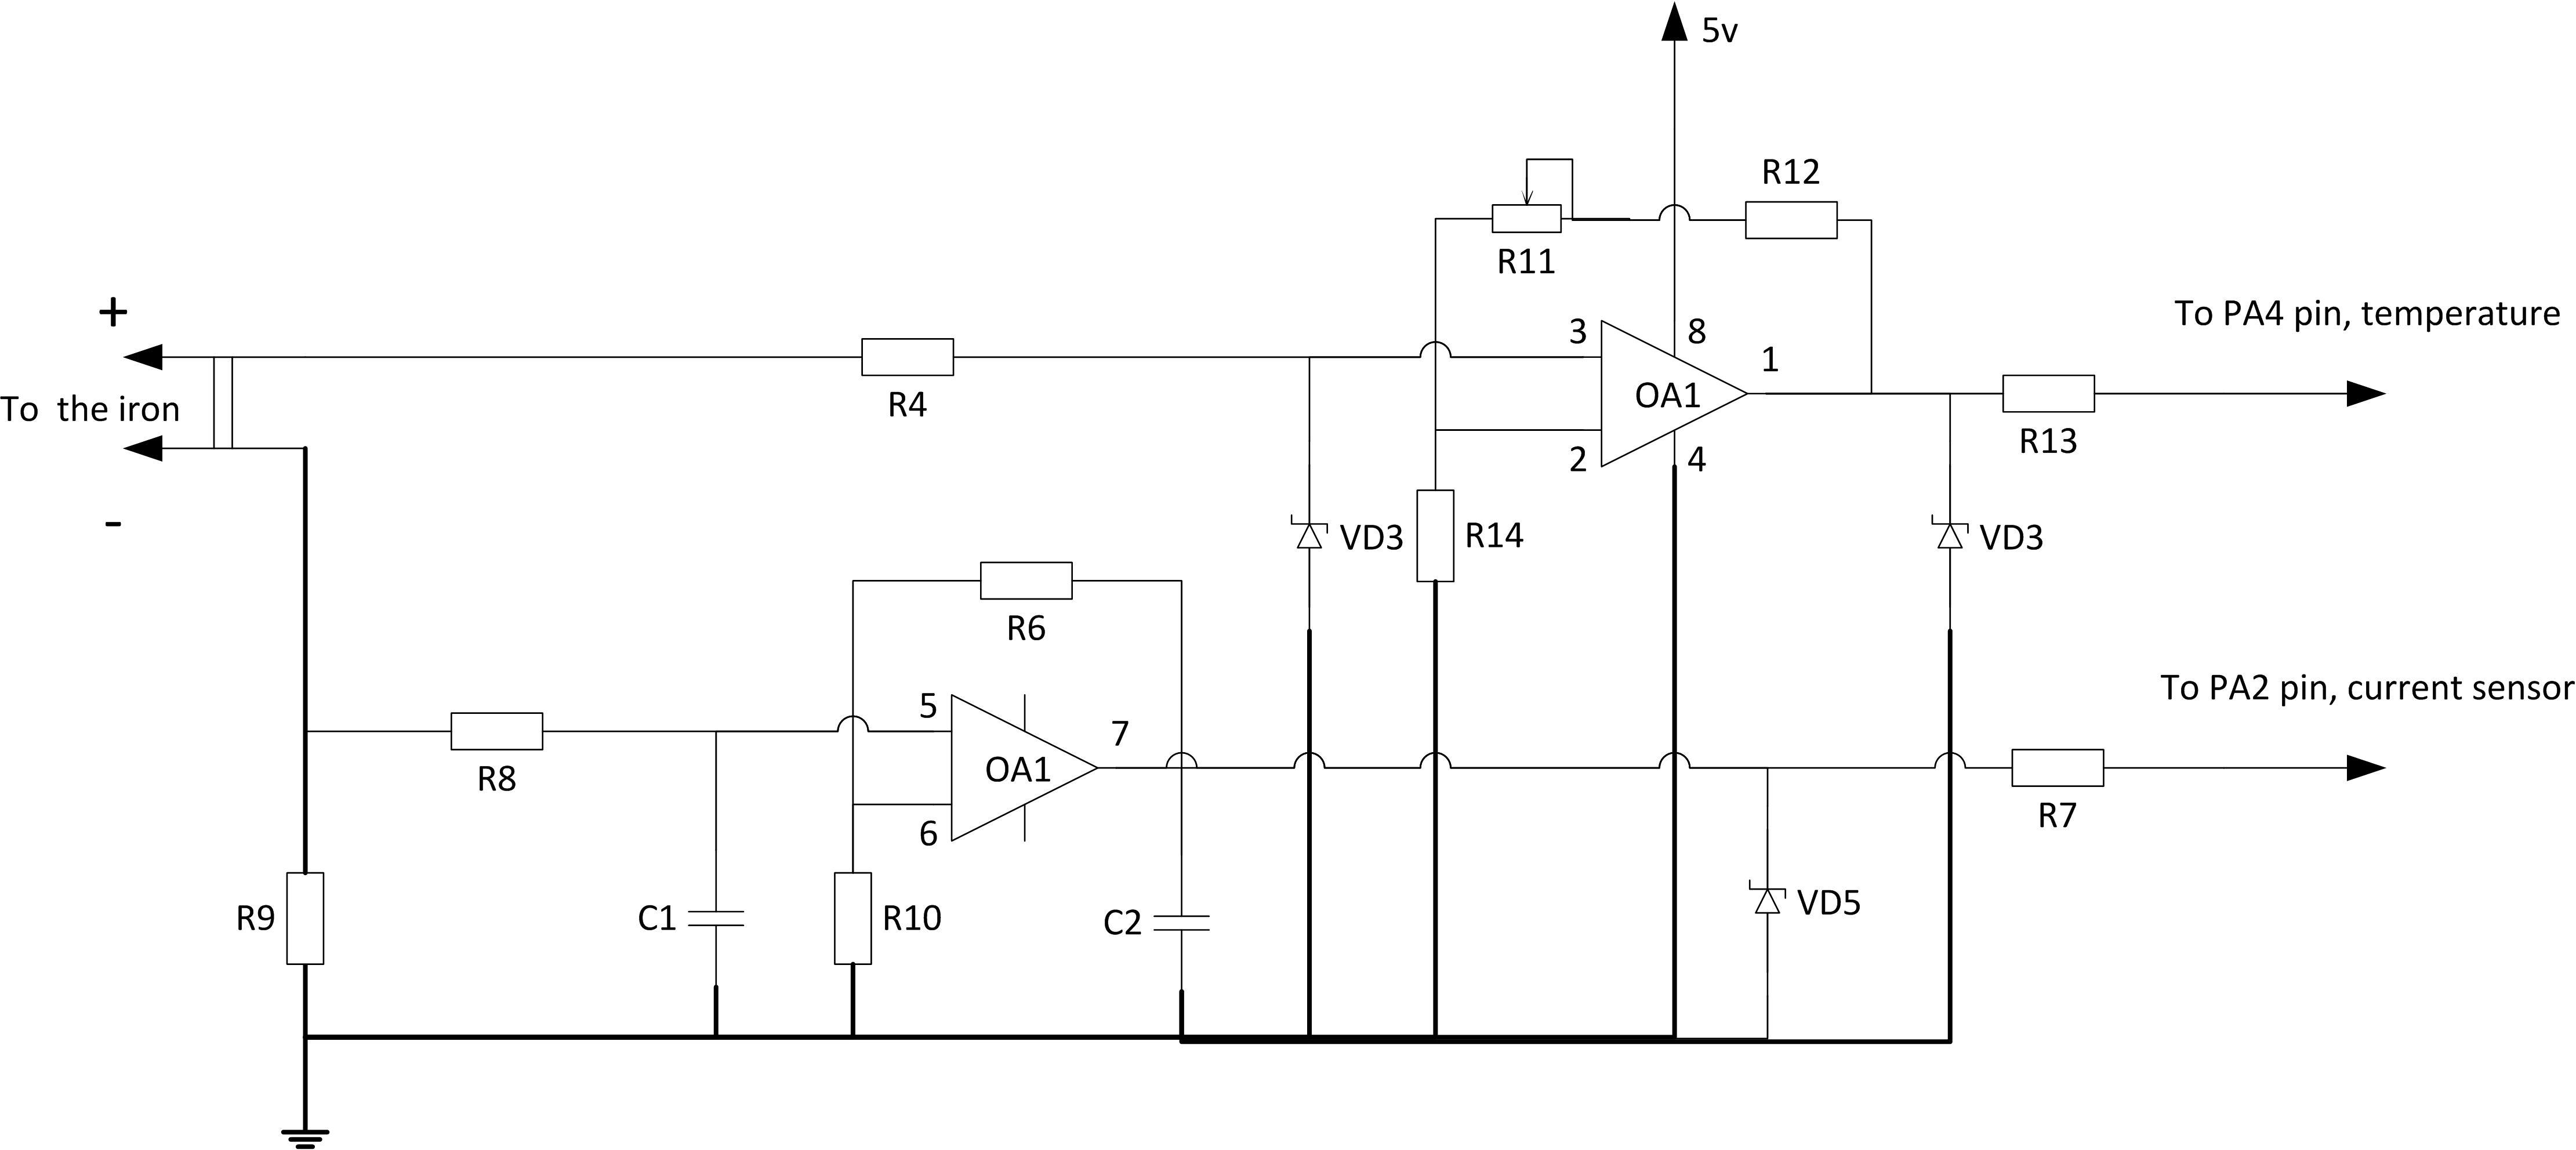 5v
R12
R11
+
To PA4 pin, temperature
3
8
1
R4
OA1
To  the iron
R13
2
4
-
VD3
R14
VD3
R6
To PA2 pin, current sensor
5
7
R8
OA1
R7
6
R9
C1
R10
C2
VD5